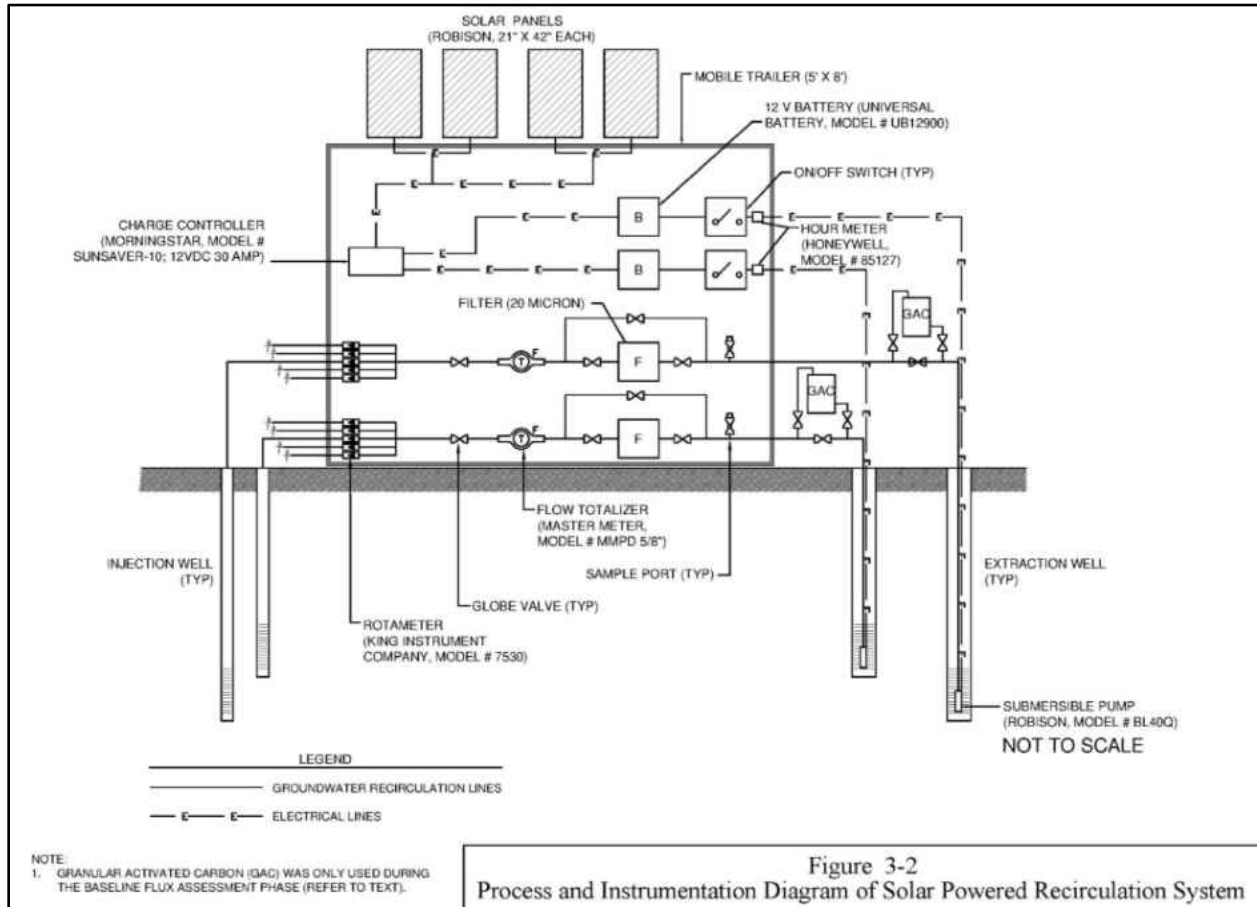 SOLAR PANELS
(ROBISON, 21" X 42" EACH)
MOBILE TRAILER (5' X 8')
12 V BATTERY (UNIVERSAL
BATTERY, MODEL # UB12900)
ON/OFF SWITCH (TYP)
CHARGE CONTROLLER
(MORNINGSTAR, MODEL #
SUNSAVER-10; 12VDC 30 AMP)
HOUR METER
(HONEYWELL,
MODEL # 85127)
E
E
E
E
E
E
E
E
E
E
B
E
E
E
E
E
E
E
B
E
E
FILTER (20 MICRON)
GAC
T
F
F
GAC
T
F
F
FLOW TOTALIZER
(MASTER METER,
MODEL # MMPD 5/8")
INJECTION WELL
(TYP)
SAMPLE PORT (TYP)
EXTRACTION WELL
(TYP)
GLOBE VALVE (TYP)
ROTAMETER
(KING INSTRUMENT
COMPANY, MODEL # 7530)
SUBMERSIBLE PUMP
(ROBISON, MODEL # BL40Q)
NOT TO SCALE
LEGEND
GROUNDWATER RECIRCULATION LINES
E E ELECTRICAL LINES
NOTE:
1. GRANULAR ACTIVATED CARBON (GAC) WAS ONLY USED DURING
THE BASELINE FLUX ASSESSMENT PHASE (REFER TO TEXT).
Figure 3-2
Process and Instrumentation Diagram of Solar Powered Recirculation System